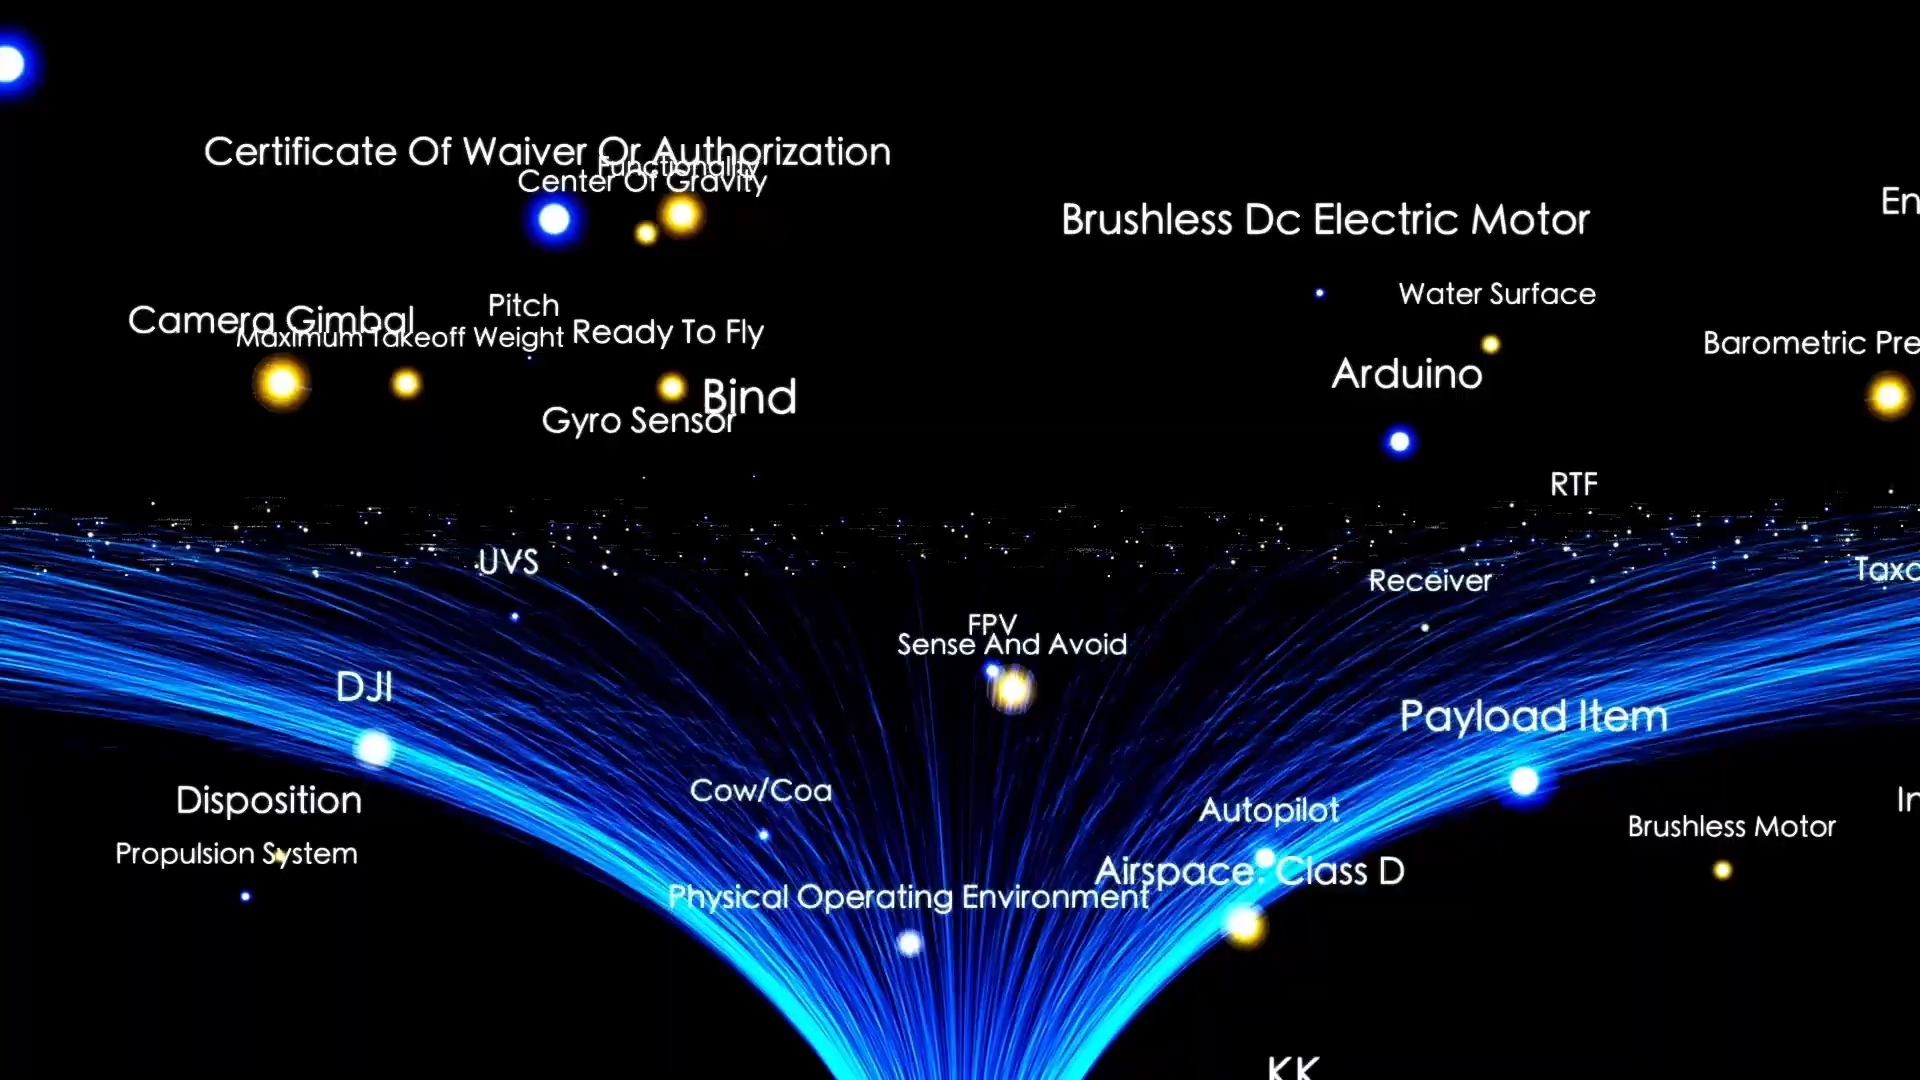 Certificate Of Waiver Or Authorization
Functionality
Center Of Gravity
En
Brushless Dc Electric Motor
Water Surface
Pitch
Camera Gimbal
Maximum Takeoff Weight
Ready To Fly
Barometric Pre
Arduino
Bind
Gyro Sensor
RTF
UVS
Receiver
Taxo
FPV
Sense And Avoid
DJI
Payload Item
Cow/Coa
Disposition
In
Autopilot
Brushless Motor
Propulsion System
Airspace: Class D
Physical Operating Environment
KK